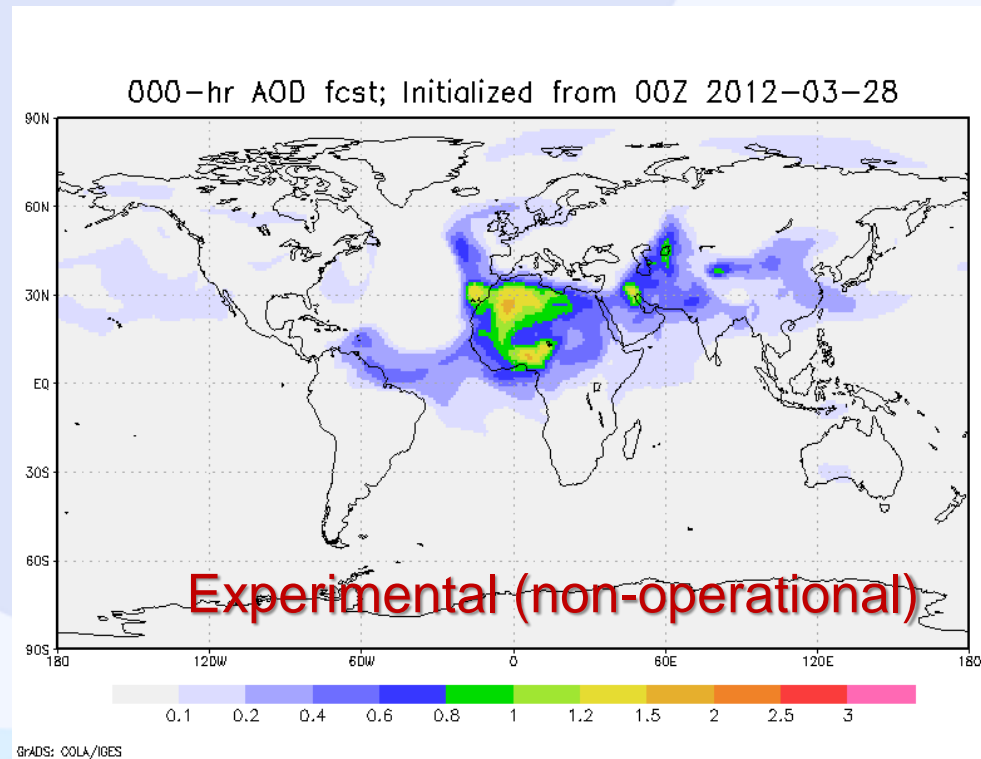 000-hr AOD fcst; Initialized from 00Z 2012-03-28
90N
60N
30N
EQ
30S
60S
Experimental (non-operational)
90S
180 120W 60W 0 60E 120E 180
0.1 0.2 0.4 0.6 0.8 1 1.2 1.5 2 2.5 3
GrADS: COLA/IGES